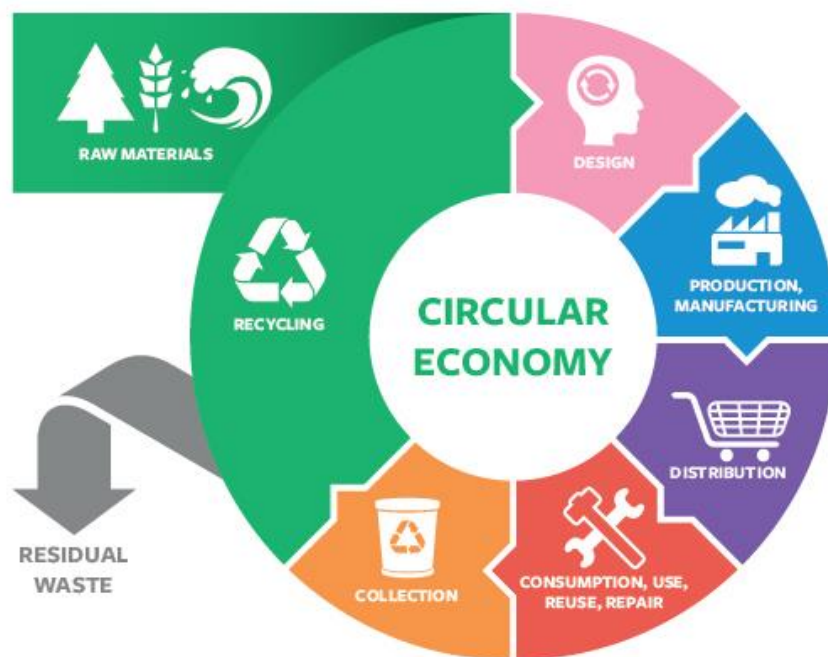 RAW MATERIALS
DESIGN
PRODUCTION,
MANUFACTURING
DISTRIBUTION
CONSUMPTION, USE,
REUSE, REPAIR
COLLECTION
RECYCLING
RESIDUAL
WASTE
CIRCULAR
ECONOMY